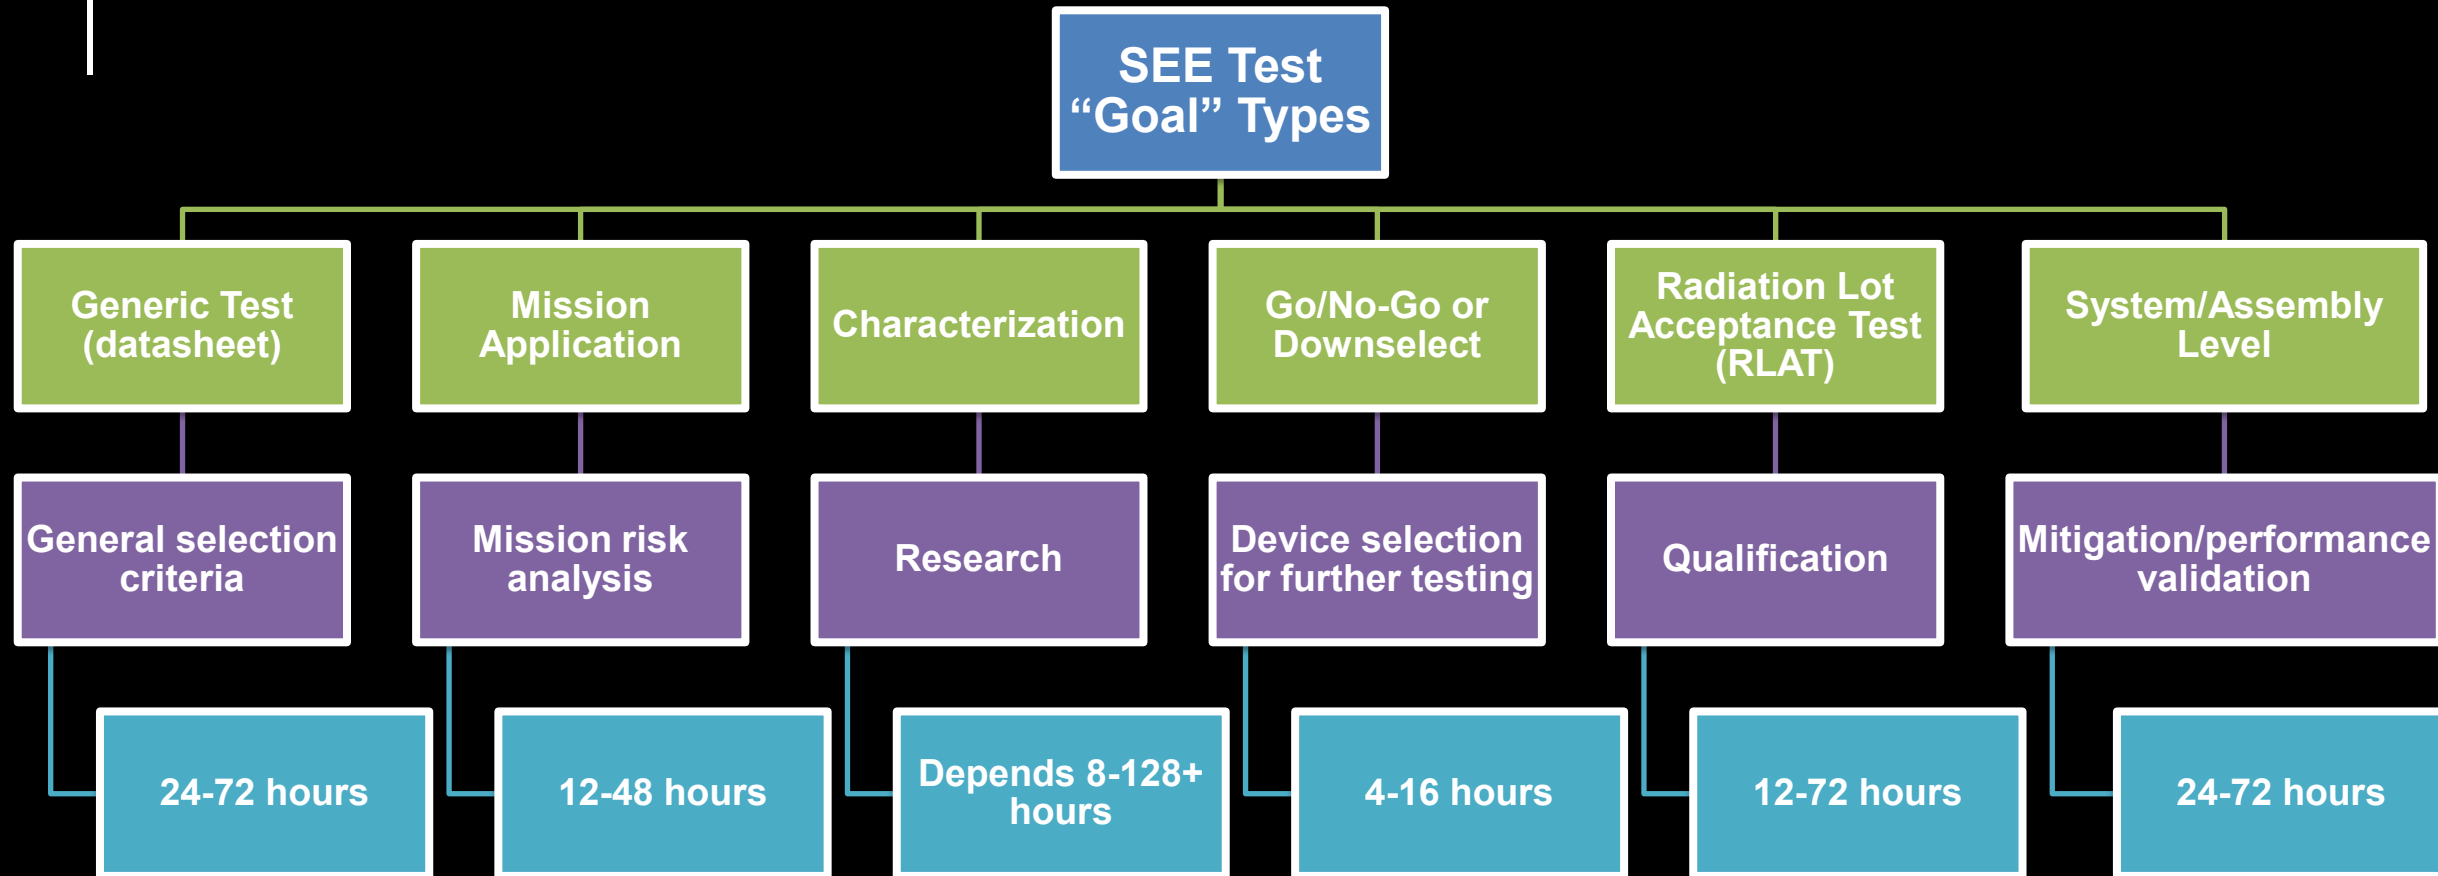 SEE Test
“Goal” Types
Generic Test
(datasheet)
Mission
Application
Characterization
Go/No-Go or
Downselect
Radiation Lot
Acceptance Test
(RLAT)
System/Assembly
Level
General selection
criteria
Mission risk
analysis
Research
Device selection
for further testing
Qualification
Mitigation/performance
validation
24-72 hours
12-48 hours
Depends 8-128+
hours
4-16 hours
12-72 hours
24-72 hours